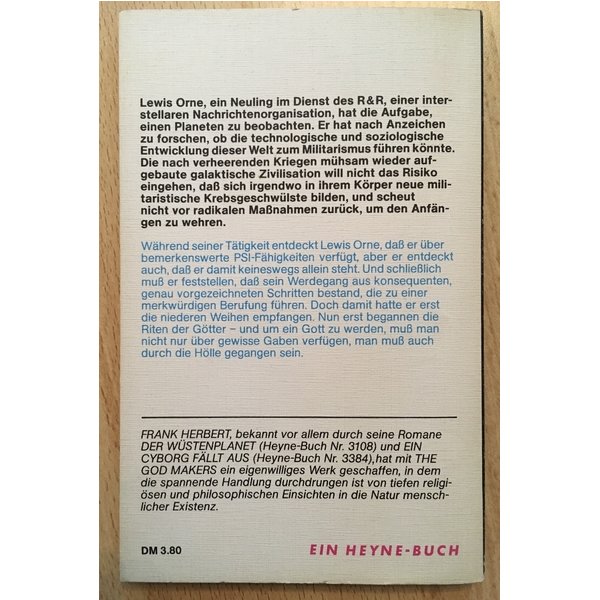 Lewis Orne, ein Neuling im Dienst des R&R, einer inter-
stellaren Nachrichtenorganisation, hat die Aufgabe,
einen Planeten zu beobachten. Er hat nach Anzeichen
zu forschen, ob die technologische und soziologische
Entwicklung dieser Welt zum Militarismus führen könnte.
Die nach verheerenden Kriegen mühsam wieder auf-
gebaute galaktische Zivilisation will nicht das Risiko
eingehen, daß sich irgendwo in ihrem Körper neue mili-
taristische Krebsgeschwülste bilden, und scheut
nicht vor radikalen Maßnahmen zurück, um den Anfän-
gen zu wehren.
Während seiner Tätigkeit entdeckt Lewis Orne, daß er über
bemerkenswerte PSI-Fähigkeiten verfügt, aber er entdeckt
auch, daß er damit keineswegs allein steht. Und schließlich
muß er feststellen, daß sein Werdegang aus konsequenten,
genau vorgezeichneten Schritten bestand, die zu einer
merkwürdigen Berufung führen. Doch damit hatte er erst
die niederen Weihen empfangen. Nun erst begannen die
Riten der Götter – und um ein Gott zu werden, muß man
nicht nur über gewisse Gaben verfügen, man muß auch
durch die Hölle gegangen sein.
FRANK HERBERT, bekannt vor allem durch seine Romane
DER WÜSTENPLANET (Heyne-Buch Nr. 3108) und EIN
CYBORG FÄLLT AUS (Heyne-Buch Nr. 3384), hat mit THE
GOD MAKERS ein eigenwilliges Werk geschaffen, in dem
die spannende Handlung durchdrungen ist von tiefen religi-
ösen und philosophischen Einsichten in die Natur mensch-
licher Existenz.
DM 3.80
EIN HEYNE-BUCH